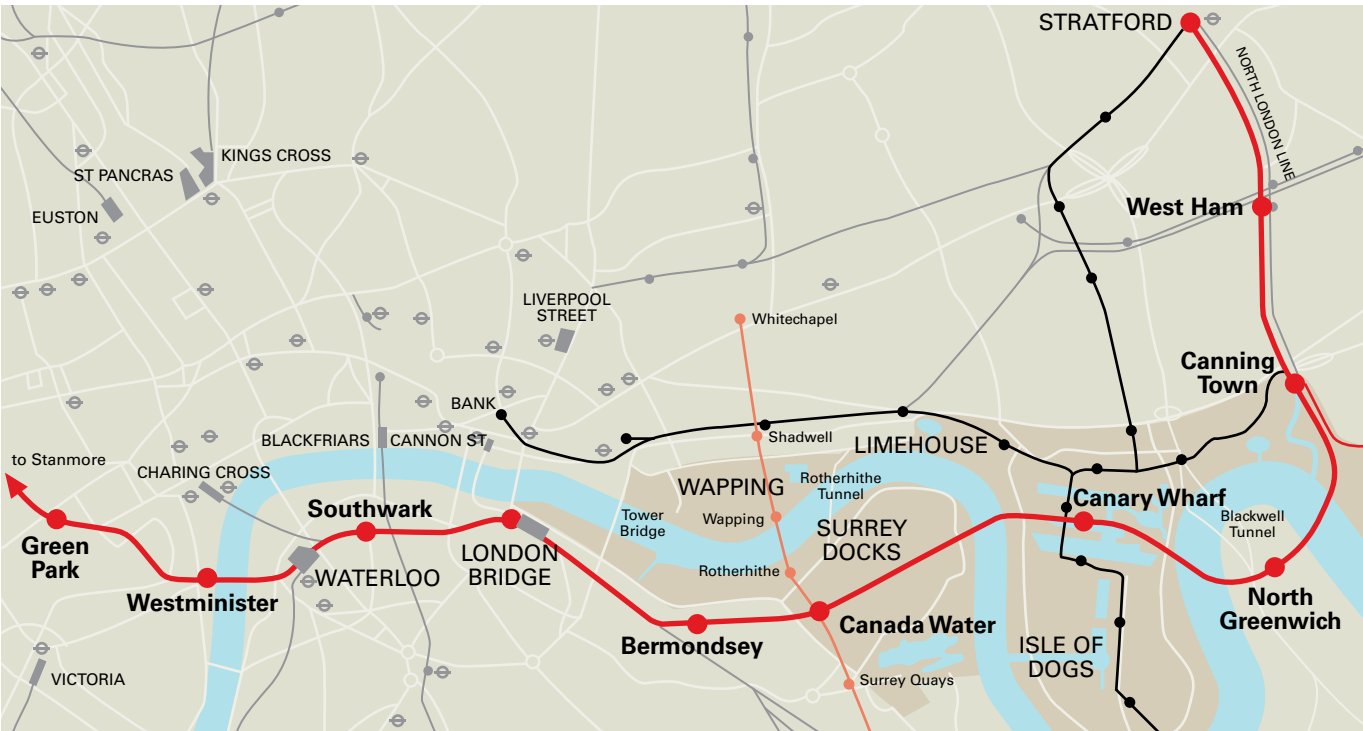 STRATFORD
NORTH LONDON LINE
KINGS CROSS
ST PANCRAS
EUSTON
West Ham
LIVERPOOL
STREET
Whitechapel
Canning
Town
BANK
BLACKFRIARS
CANNON ST
Shadwell
LIMEHOUSE
to Stanmore
CHARING CROSS
WAPPING
Rotherhithe
Tunnel
Canary Wharf
Southwark
Tower
Bridge
Wapping
SURREY
DOCKS
Blackwell
Tunnel
Green
Park
LONDON
BRIDGE
WATERLOO
Rotherhithe
Westminister
North
Greenwich
Bermondsey
Canada Water
ISLE OF
DOGS
VICTORIA
Surrey Quays